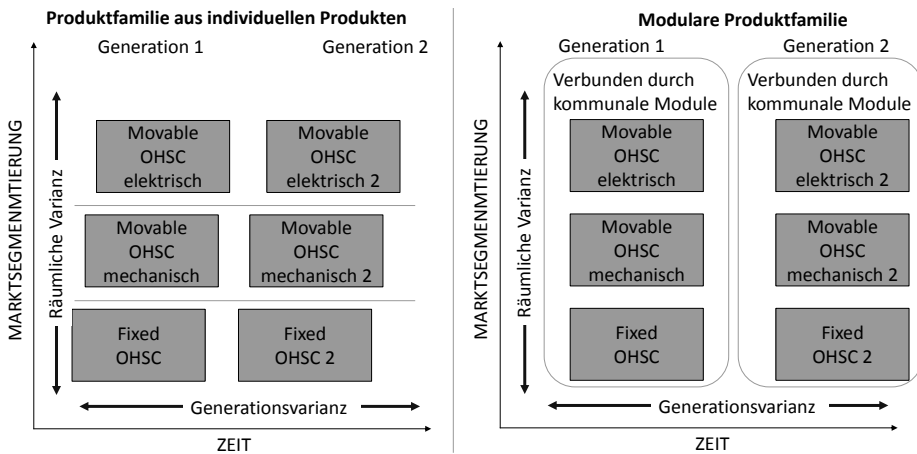 Produktfamilie aus individuellen Produkten
Generation 1
Generation 2
MARKTSEGMENMTIERUNG
Räumliche Varianz
Movable
OHSC
elektrisch
Movable
OHSC
elektrisch 2
Movable
OHSC
mechanisch
Movable
OHSC
mechanisch 2
Fixed
OHSC
Fixed
OHSC 2
Generationsvarianz
ZEIT
Modulare Produktfamilie
Generation 1
Generation 2
MARKTSEGMENMTIERUNG
Räumliche Varianz
Verbunden durch
kommunale Module
Verbunden durch
kommunale Module
Movable
OHSC
elektrisch
Movable
OHSC
elektrisch 2
Movable
OHSC
mechanisch
Movable
OHSC
mechanisch 2
Fixed
OHSC
Fixed
OHSC 2
Generationsvarianz
ZEIT